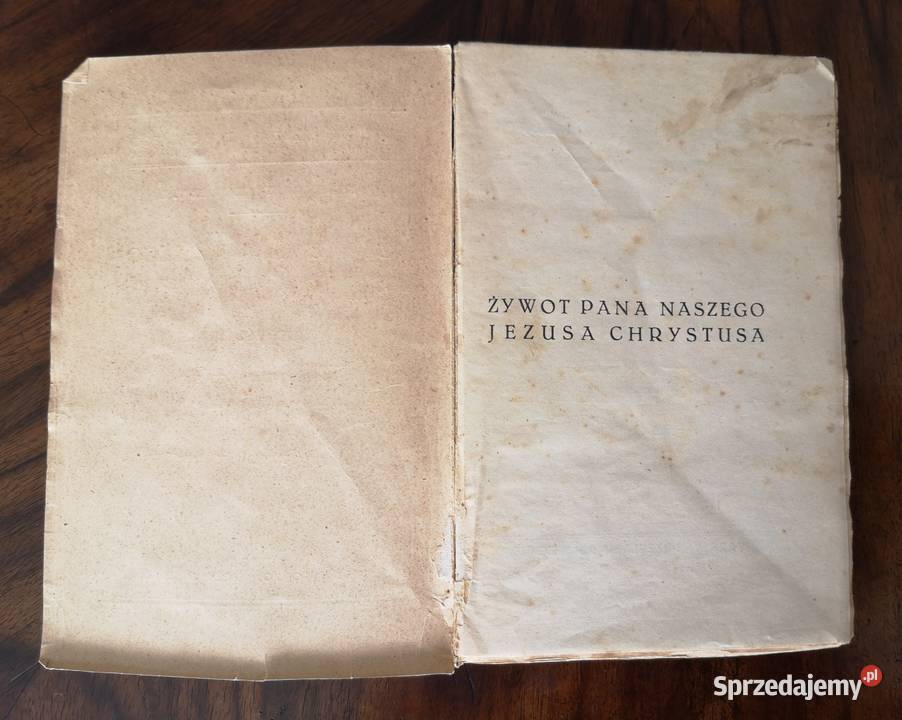 ŻYWOT PANA NASZEGO
JEZUSA CHRYSTUSA
Sprzedajemy.pl